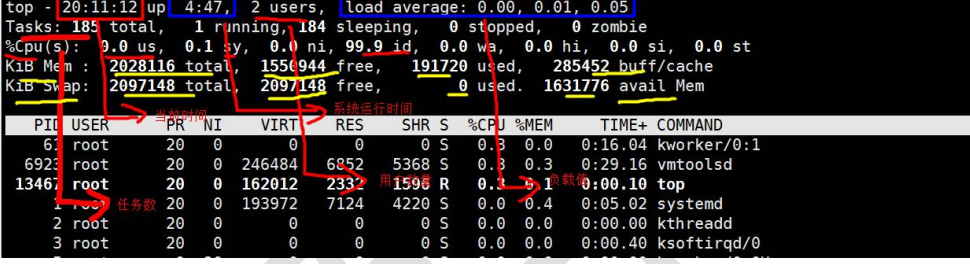 top - 20:11:12 up 4:47, 2 users, load average: 0.00, 0.01, 0.05
Tasks: 185 total, 1 running, 184 sleeping, 0 stopped, 0 zombie
%Cpu(s): 0.0 us, 0.1 sy, 0.0 ni, 99.9 id, 0.0 wa, 0.0 hi, 0.0 si, 0.0 st
KiB Mem : 2028116 total, 1550944 free, 191720 used, 285452 buff/cache
KiB Swap: 2097148 total, 2097148 free, 0 used. 1631776 avail Mem
当前时间 系统运行时间
PID USER PR NI VIRT RES SHR S %CPU %MEM TIME+ COMMAND
root 20 0 0 0 0 S 0.3 0.0 0:16.04 kworker/0:1
6923 root 20 0 246484 6852 5368 S 0.3 0.3 0:29.16 vmtoolsd
13467 root 20 0 162012 2332 1596 R 0.3 0.1 0:00.10 top
用户数量 负载值
1 root 20 0 193972 7124 4220 S 0.0 0.4 0:05.02 systemd
任务数
2 root 20 0 0 0 0 S 0.0 0.0 0:00.00 kthreadd
3 root 20 0 0 0 0 S 0.0 0.0 0:00.40 ksoftirqd/0